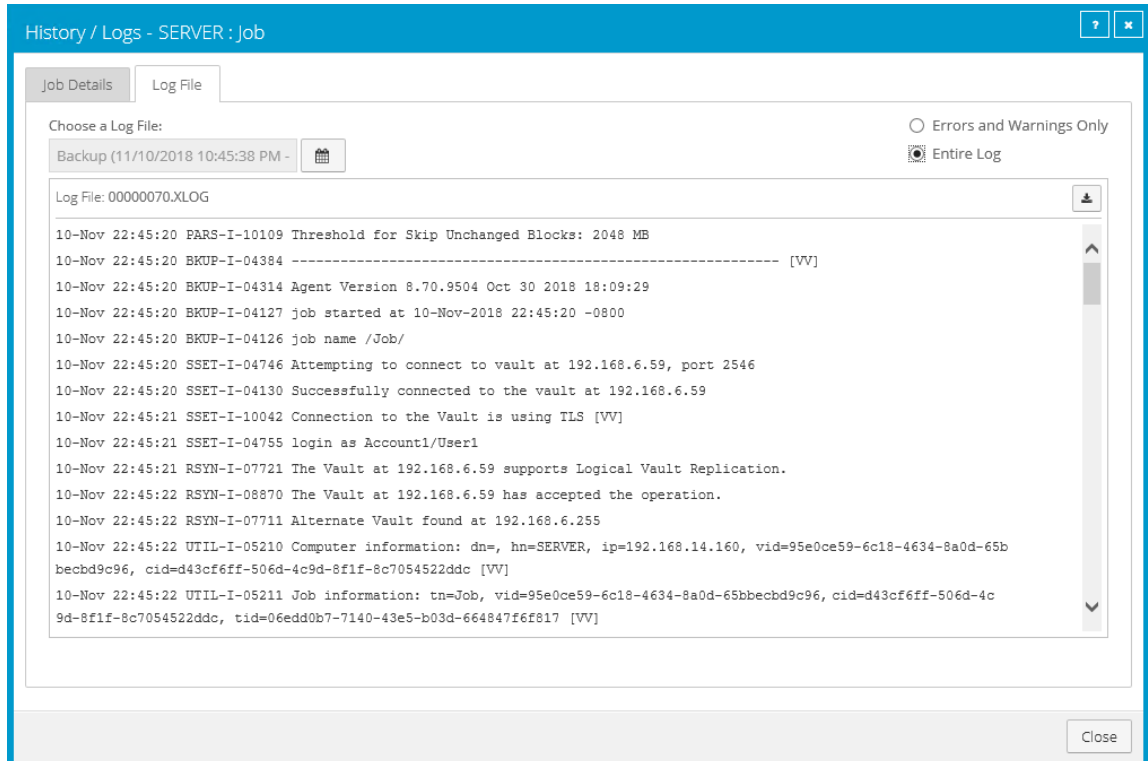 History / Logs - SERVER : Job
? ×
Job Details Log File
Choose a Log File:
Errors and Warnings Only
Backup (11/10/2018 10:45:38 PM -
Entire Log
Log File: 00000070.XLOG
10-Nov 22:45:20 PARS-I-10109 Threshold for Skip Unchanged Blocks: 2048 MB
10-Nov 22:45:20 BKUP-I-04384 ------------------------------------------------------------ [VV]
10-Nov 22:45:20 BKUP-I-04314 Agent Version 8.70.9504 Oct 30 2018 18:09:29
10-Nov 22:45:20 BKUP-I-04127 job started at 10-Nov-2018 22:45:20 -0800
10-Nov 22:45:20 BKUP-I-04126 job name /Job/
10-Nov 22:45:20 SSET-I-04746 Attempting to connect to vault at 192.168.6.59, port 2546
10-Nov 22:45:20 SSET-I-04130 Successfully connected to the vault at 192.168.6.59
10-Nov 22:45:21 SSET-I-10042 Connection to the Vault is using TLS [VV]
10-Nov 22:45:21 SSET-I-04755 login as Account1/User1
10-Nov 22:45:21 RSYN-I-07721 The Vault at 192.168.6.59 supports Logical Vault Replication.
10-Nov 22:45:22 RSYN-I-08870 The Vault at 192.168.6.59 has accepted the operation.
10-Nov 22:45:22 RSYN-I-07711 Alternate Vault found at 192.168.6.255
10-Nov 22:45:22 UTIL-I-05210 Computer information: dn=, hn=SERVER, ip=192.168.14.160, vid=95e0ce59-6c18-4634-8a0d-65b
becbd9c96, cid=d43cf6ff-506d-4c9d-8f1f-8c7054522ddc [VV]
10-Nov 22:45:22 UTIL-I-05211 Job information: tn=Job, vid=95e0ce59-6c18-4634-8a0d-65bbecbd9c96, cid=d43cf6ff-506d-4c
9d-8f1f-8c7054522ddc, tid=06edd0b7-7140-43e5-b03d-664847f6f817 [VV]
Close